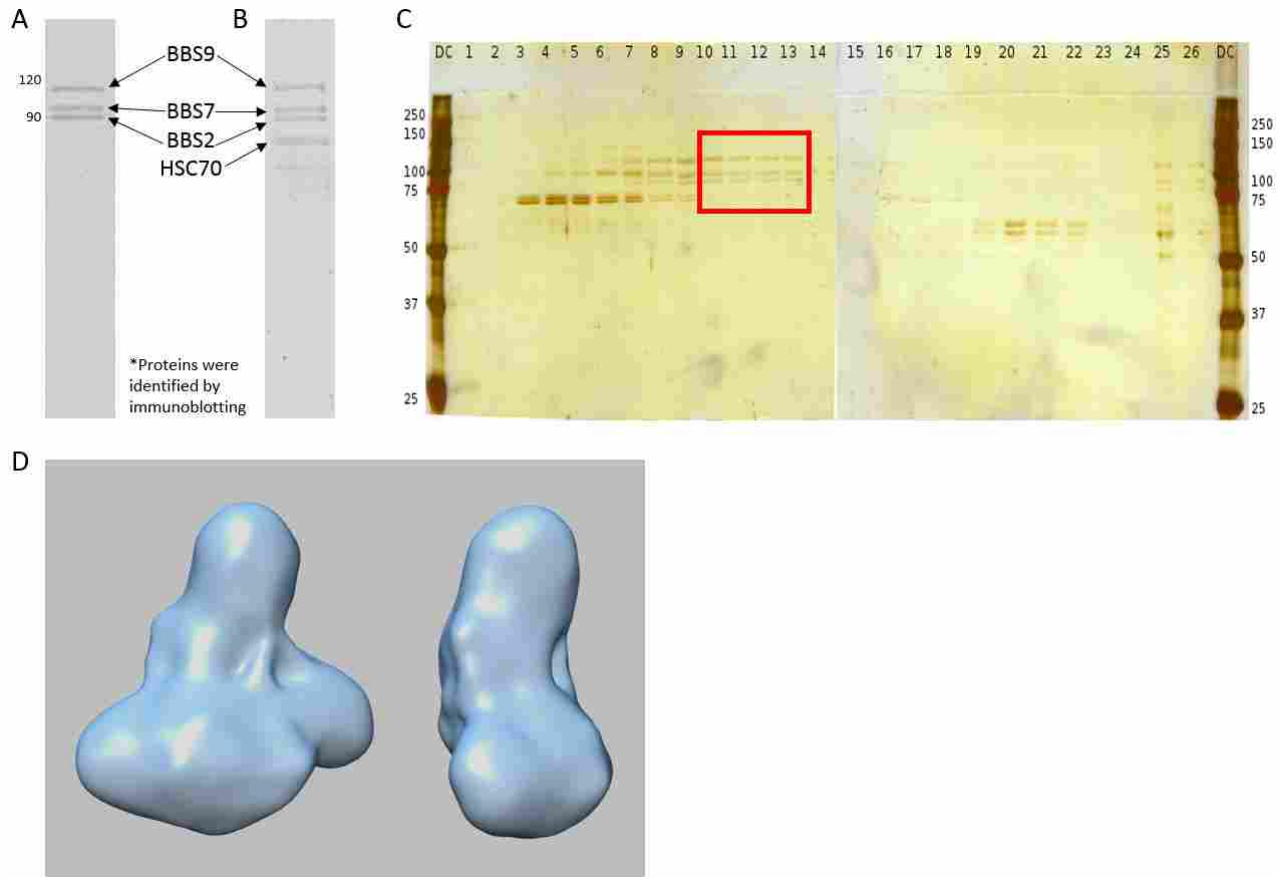 A
B
C
120
90
BBS9
BBS7
BBS2
HSC70
*Proteins were
identified by
immunoblotting
DC 1 2 3 4 5 6 7 8 9 10 11 12 13 14 15 16 17 18 19 20 21 22 23 24 25 26 DC
250
150
100
75
50
37
25
250
150
100
75
50
37
25
D